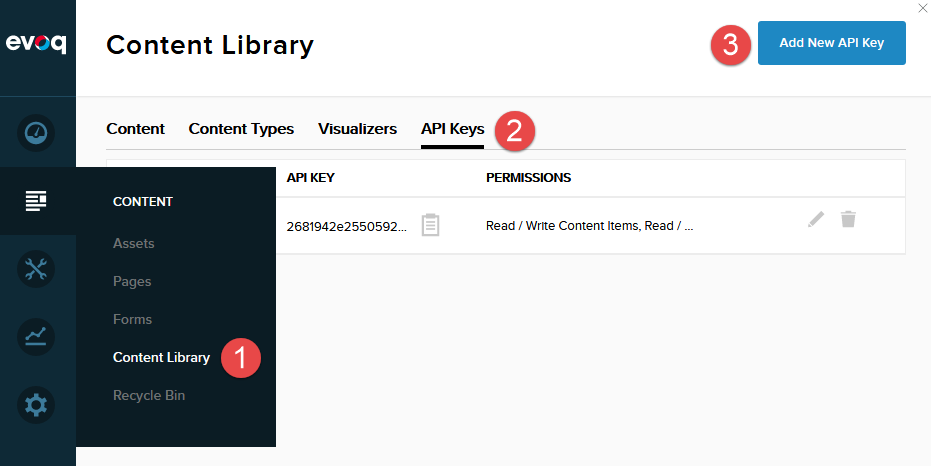 evoq
Content Library
3
Add New API Key
Content Content Types Visualizers API Keys 2
API KEY PERMISSIONS
2681942e2550592... Read / Write Content Items, Read / ...
CONTENT
Assets
Pages
Forms
Content Library 1
Recycle Bin